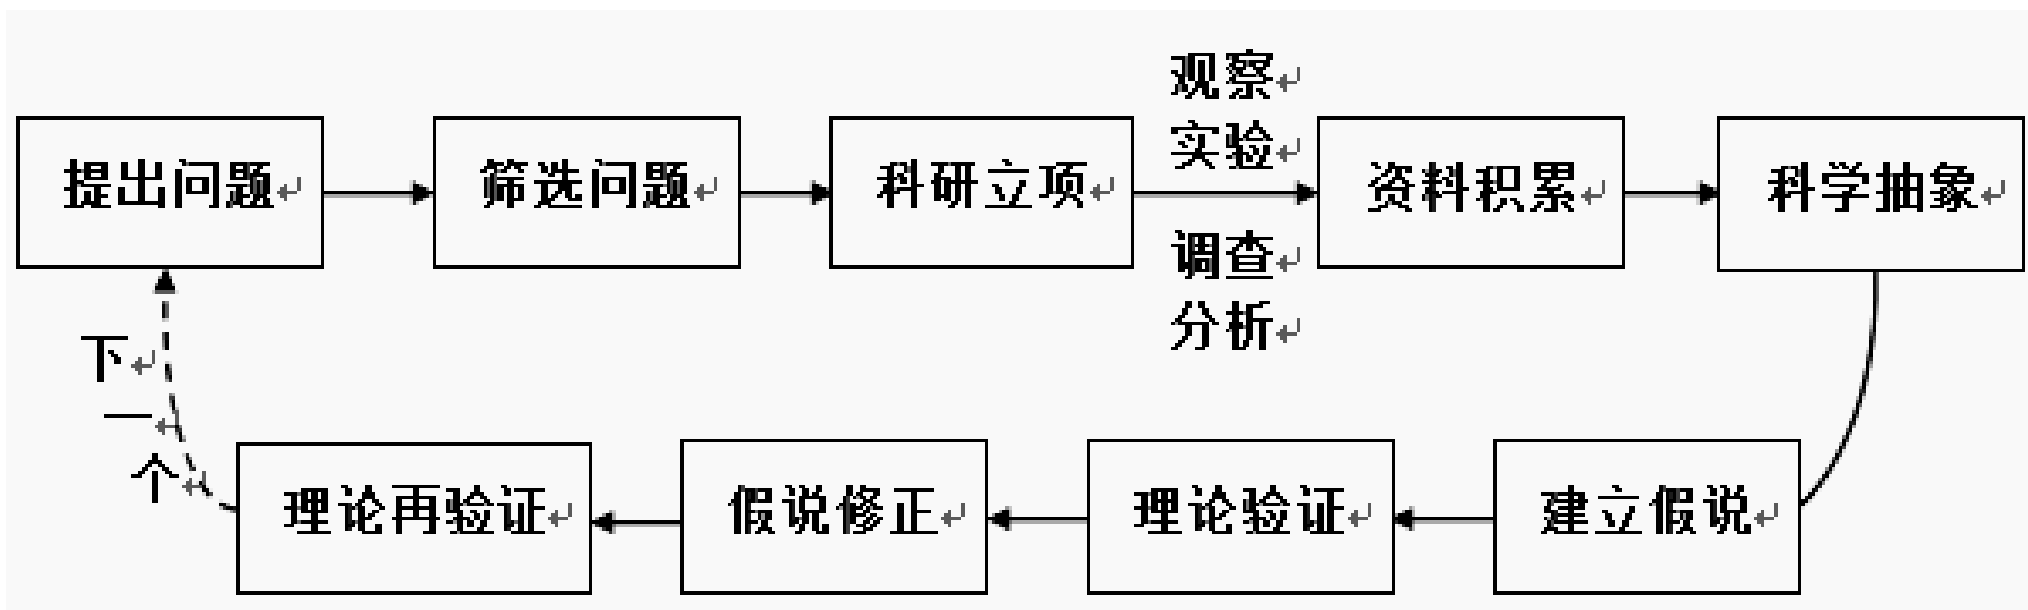 提出问题
筛选问题
科研立项
观察
实验
调查
分析
资料积累
科学抽象
建立假说
理论验证
假说修正
理论再验证
下
一
个